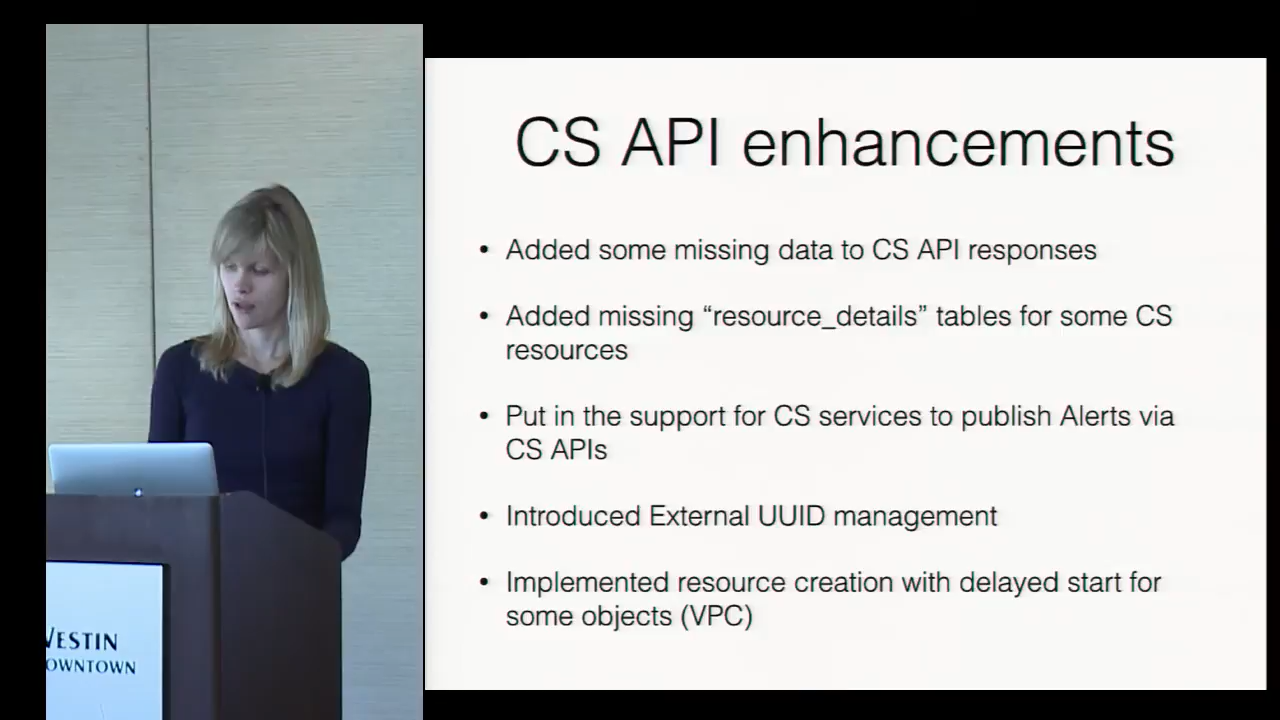 CS API enhancements
• Added some missing data to CS API responses
• Added missing “resource_details” tables for some CS
resources
• Put in the support for CS services to publish Alerts via
CS APIs
• Introduced External UUID management
• Implemented resource creation with delayed start for
some objects (VPC)
WESTIN
DOWNTOWN